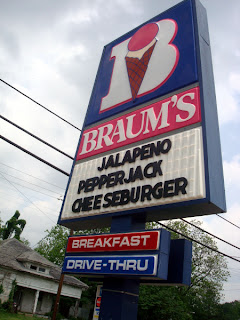 B
BRAUM'S
JALAPENO
PEPPERJACK
CHEESEBURGER
BREAKFAST
DRIVE-THRU